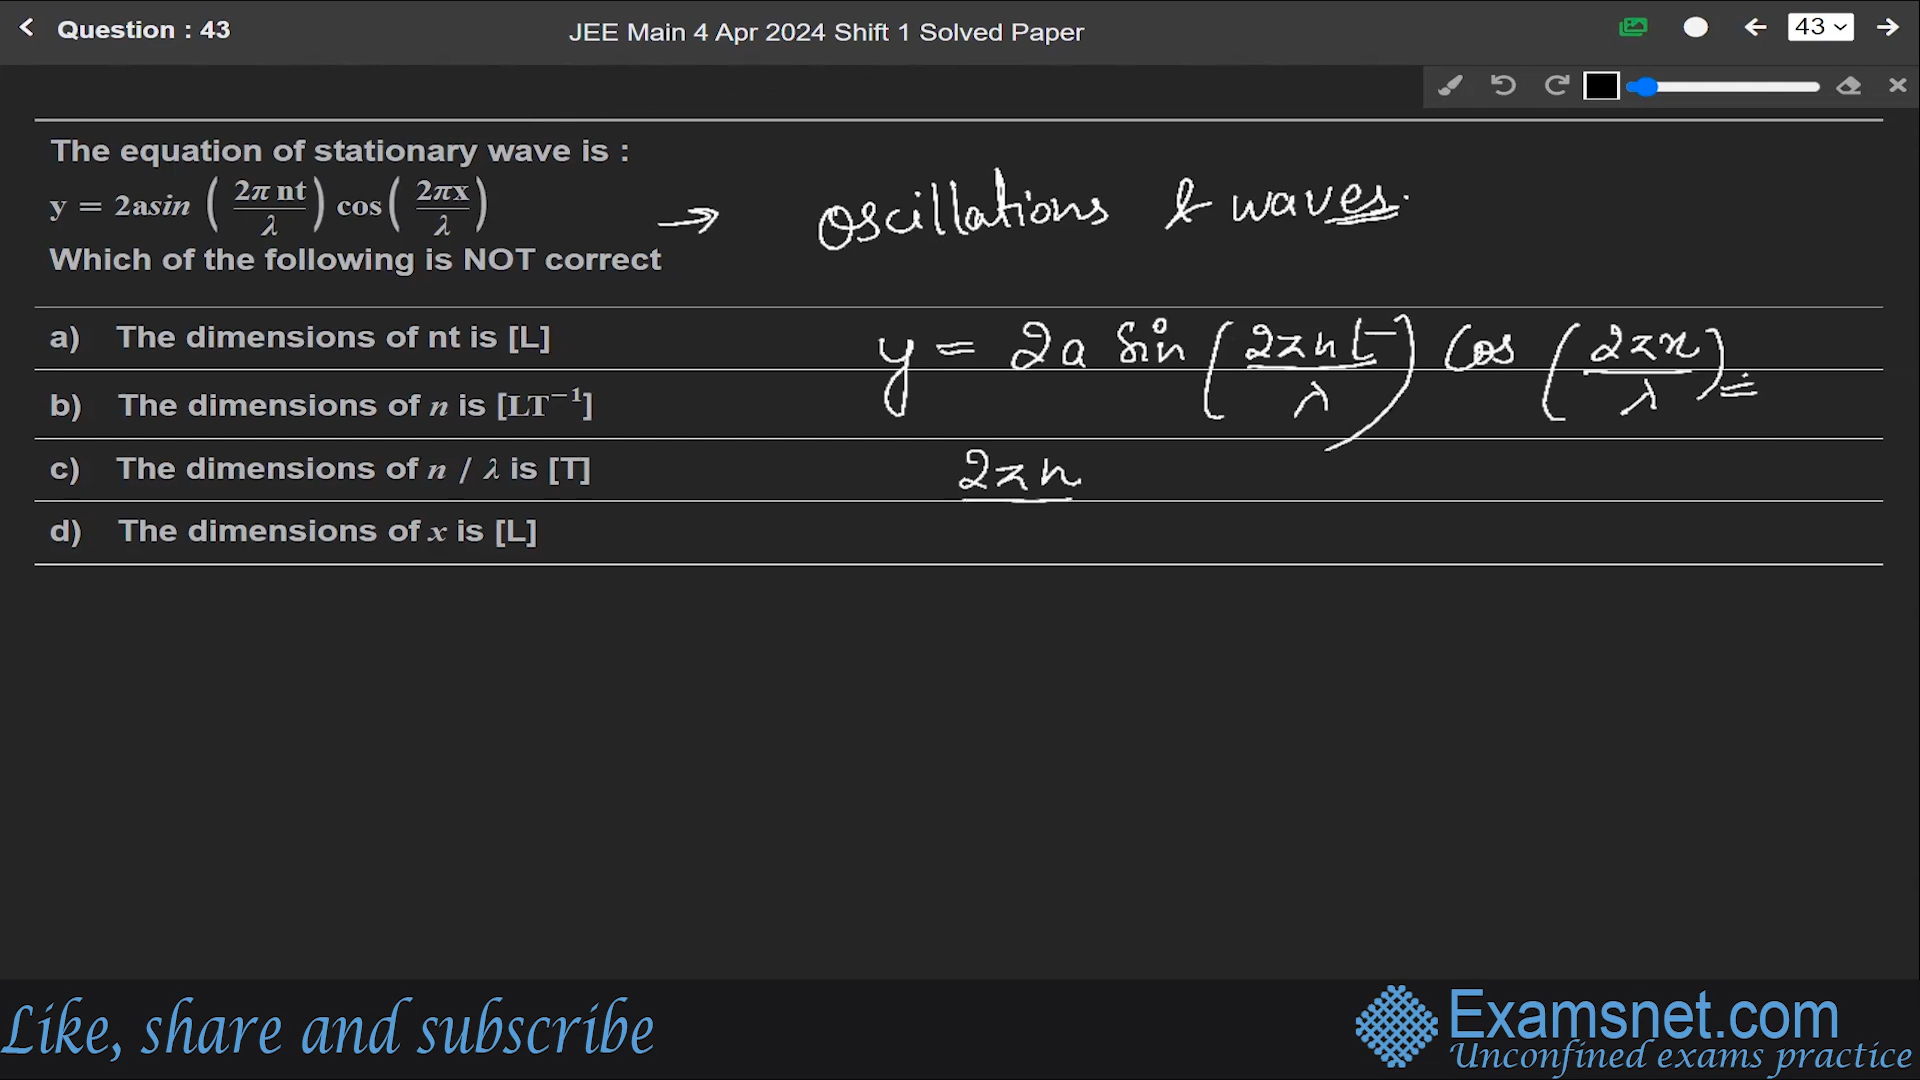 Question : 43
JEE Main 4 Apr 2024 Shift 1 Solved Paper
43
The equation of stationary wave is :
y = 2asin ( 2π nt / λ ) cos ( 2πx / λ )
→ oscillations & waves.
Which of the following is NOT correct
a) The dimensions of nt is [L]
y = 2a sin ( 2πnt / λ ) cos ( 2πx / λ ) =
b) The dimensions of n is [LT⁻¹]
c) The dimensions of n / λ is [T]
2πn
d) The dimensions of x is [L]
Like, share and subscribe
Examsnet.com
Unconfined exams practice